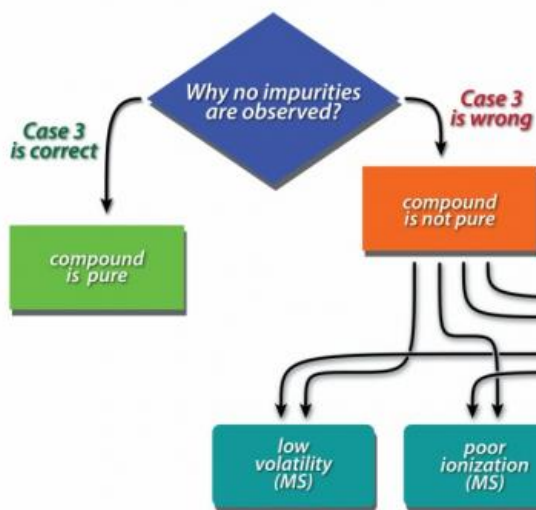 Why no impurities
are observed?
Case 3
is correct
Case 3
is wrong
compound
is pure
compound
is not pure
low
volatility
(MS)
poor
ionization
(MS)